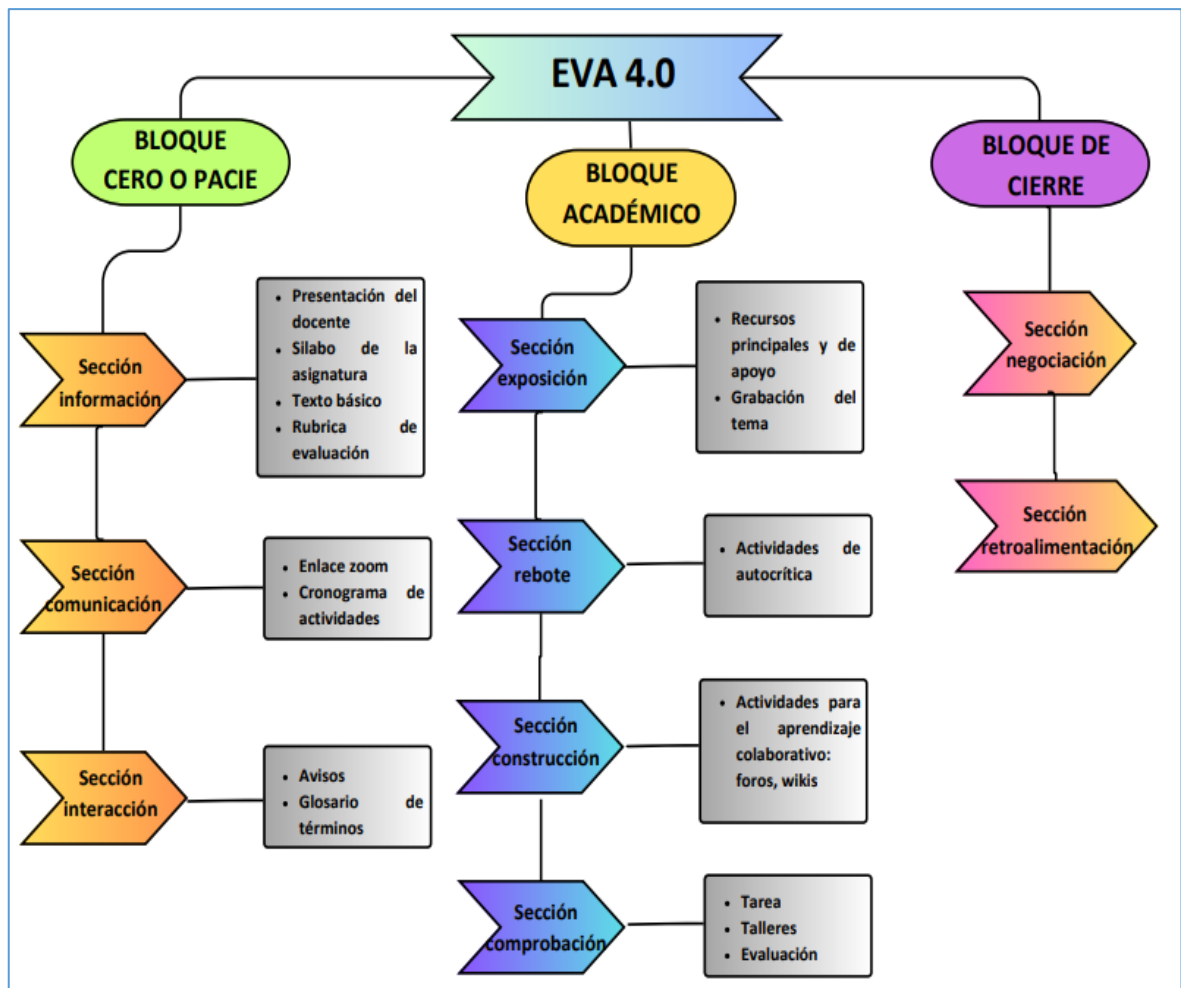 EVA 4.0
BLOQUE
CERO O PACIE
Sección
información
• Presentación del
docente
• Silabo de la
asignatura
• Texto básico
• Rubrica de
evaluación
Sección
comunicación
• Enlace zoom
• Cronograma de
actividades
Sección
interacción
• Avisos
• Glosario de
términos
BLOQUE
ACADÉMICO
Sección
exposición
• Recursos
principales y de
apoyo
• Grabación del
tema
Sección
rebote
• Actividades de
autocrítica
Sección
construcción
• Actividades para
el aprendizaje
colaborativo:
foros, wikis
Sección
comprobación
• Tarea
• Talleres
• Evaluación
BLOQUE DE
CIERRE
Sección
negociación
Sección
retroalimentación